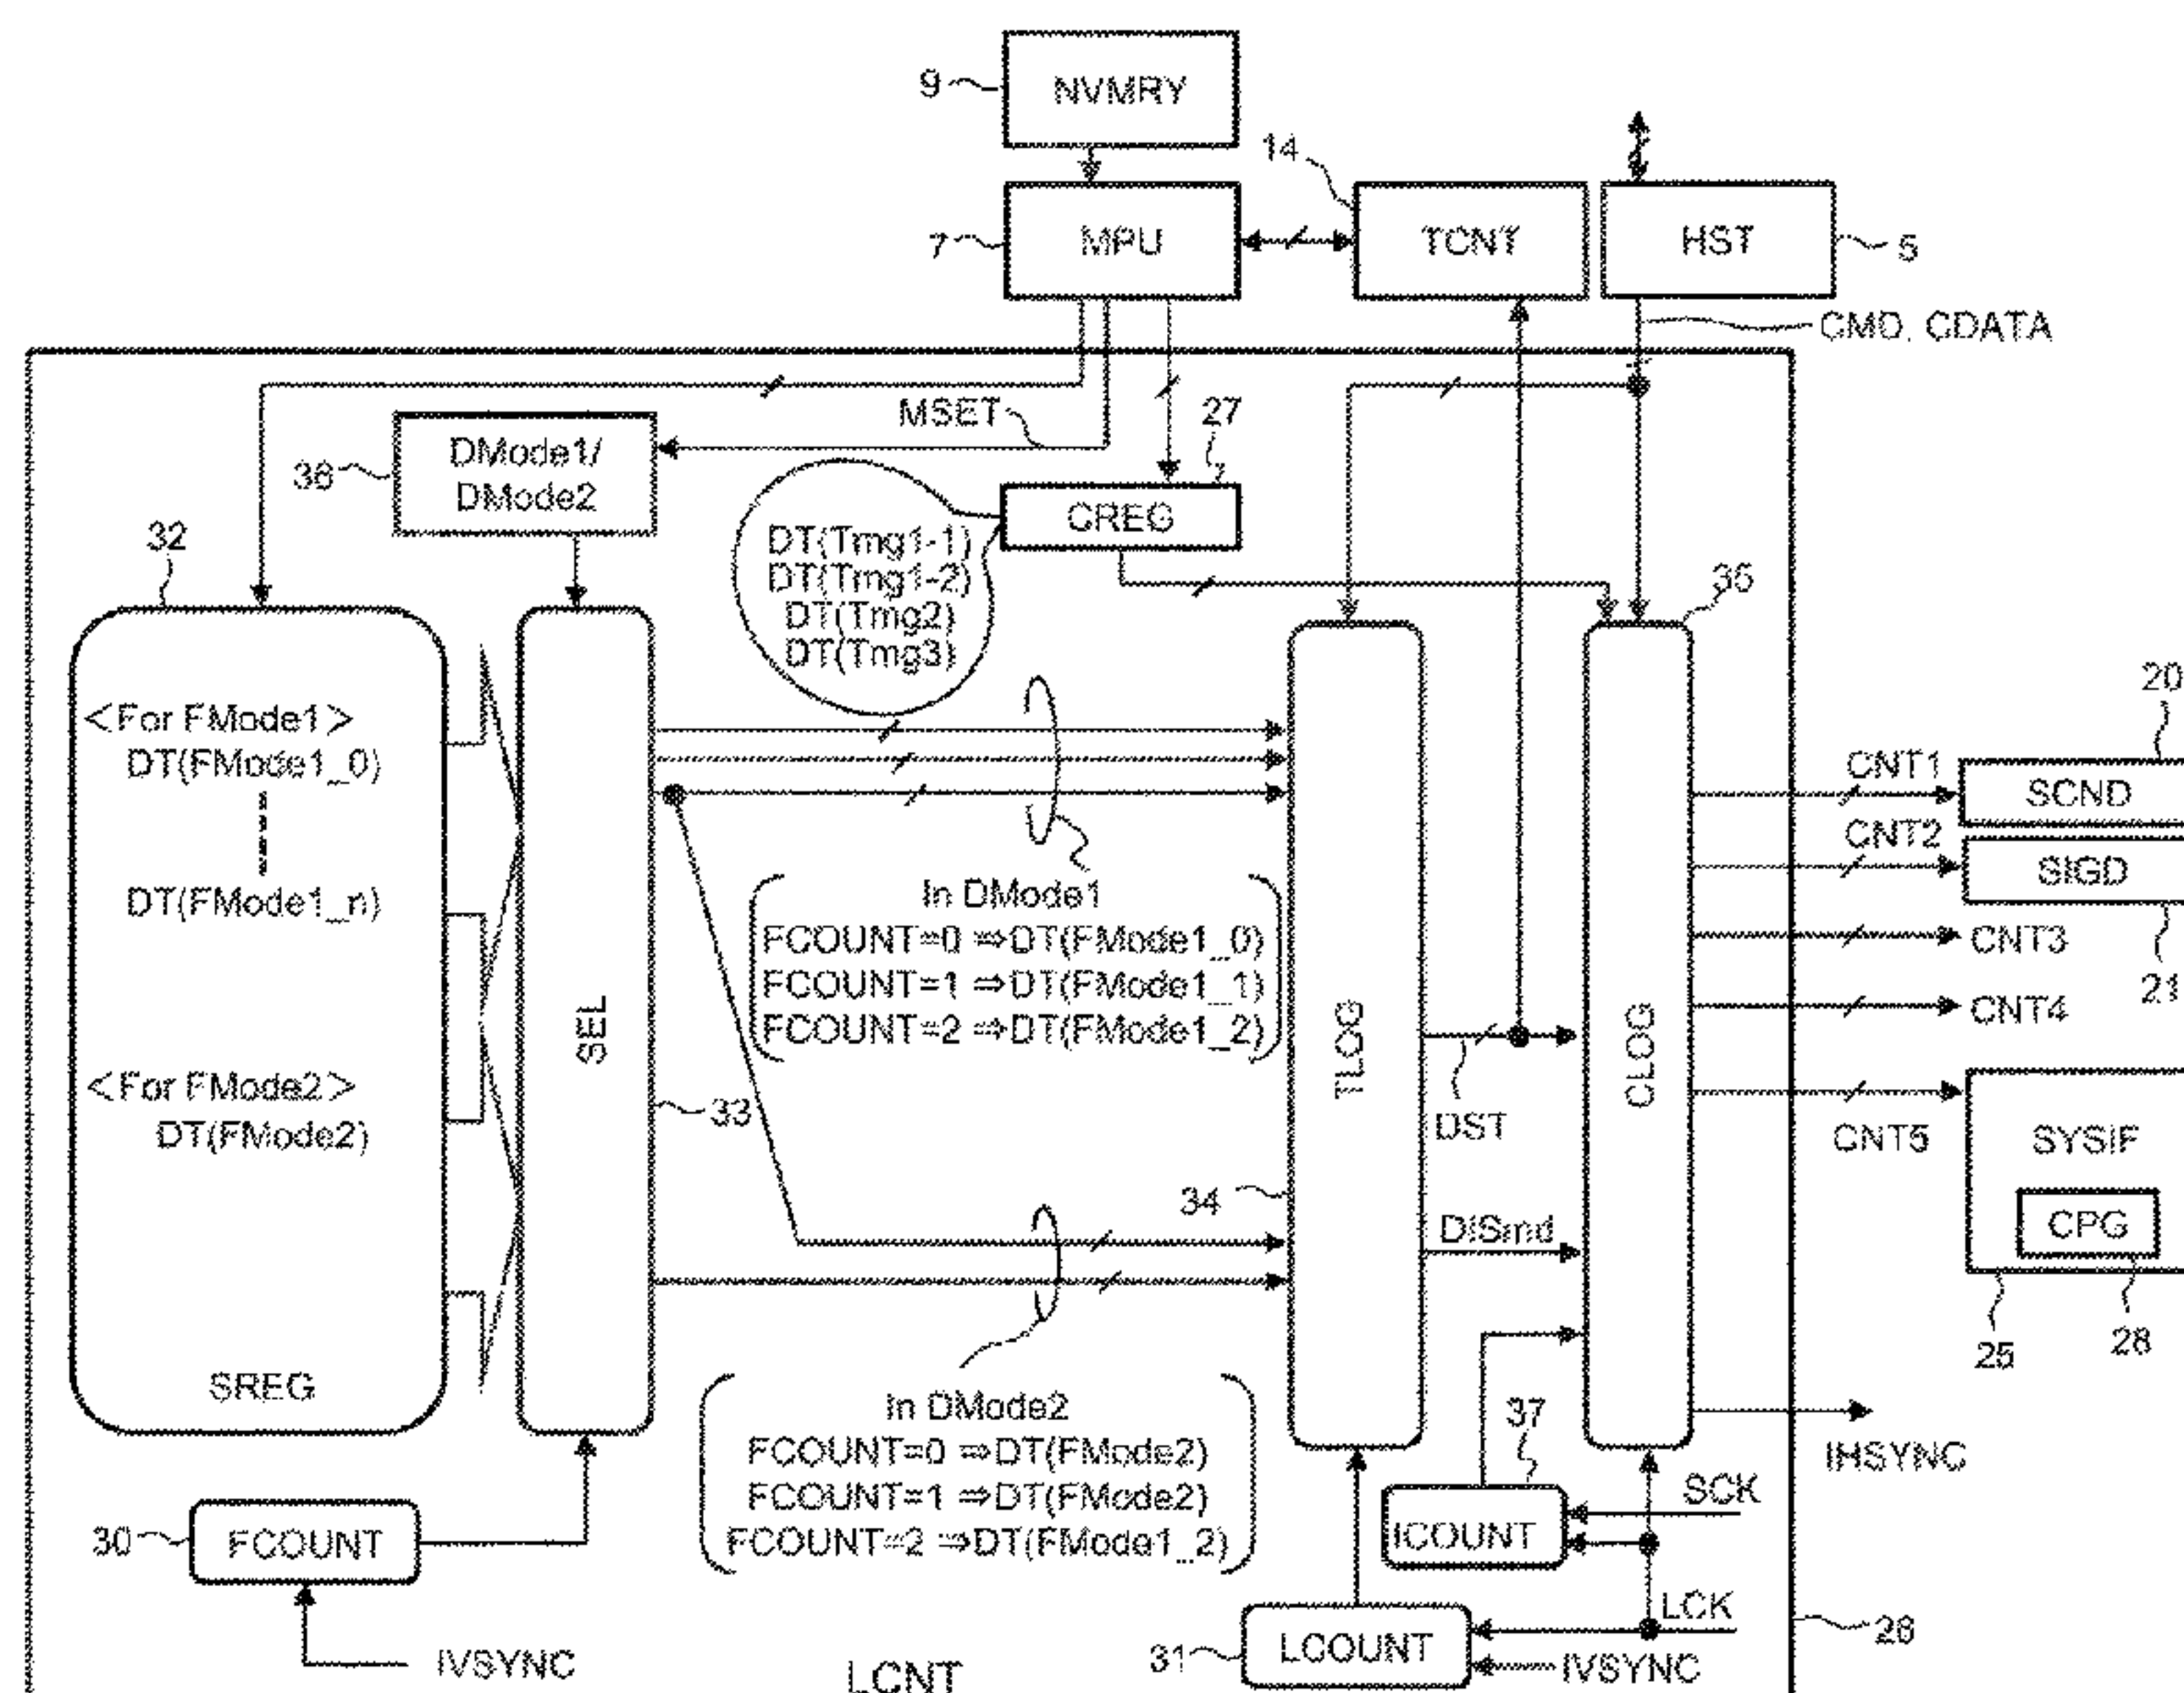 9
NVMRY
14
7
MPU
TCNT
HST
5
CMD, CDATA
MSET
27
36
DMode1/
DMode2
CREG
32
DT(Tmg1-1)
DT(Tmg1-2)
DT(Tmg2)
DT(Tmg3)
35
20
<For FMode1>
DT(FMode1_0)
DT(FMode1_n)
CNT1
SCND
CNT2
SIGD
21
CNT3
CNT4
In DMode1
FCOUNT=0 ⇒DT(FMode1_0)
FCOUNT=1 ⇒DT(FMode1_1)
FCOUNT=2 ⇒DT(FMode1_2)
SEL
TLOG
CLOG
<For FMode2>
DT(FMode2)
33
DST
CNT5
SYSIF
34
DISmd
CPG
25
28
SREG
In DMode2
FCOUNT=0 ⇒DT(FMode2)
FCOUNT=1 ⇒DT(FMode2)
FCOUNT=2 ⇒DT(FMode1_2)
37
IHSYNC
SCK
30
FCOUNT
ICOUNT
LCK
26
31
LCOUNT
IVSYNC
IVSYNC
LCNT